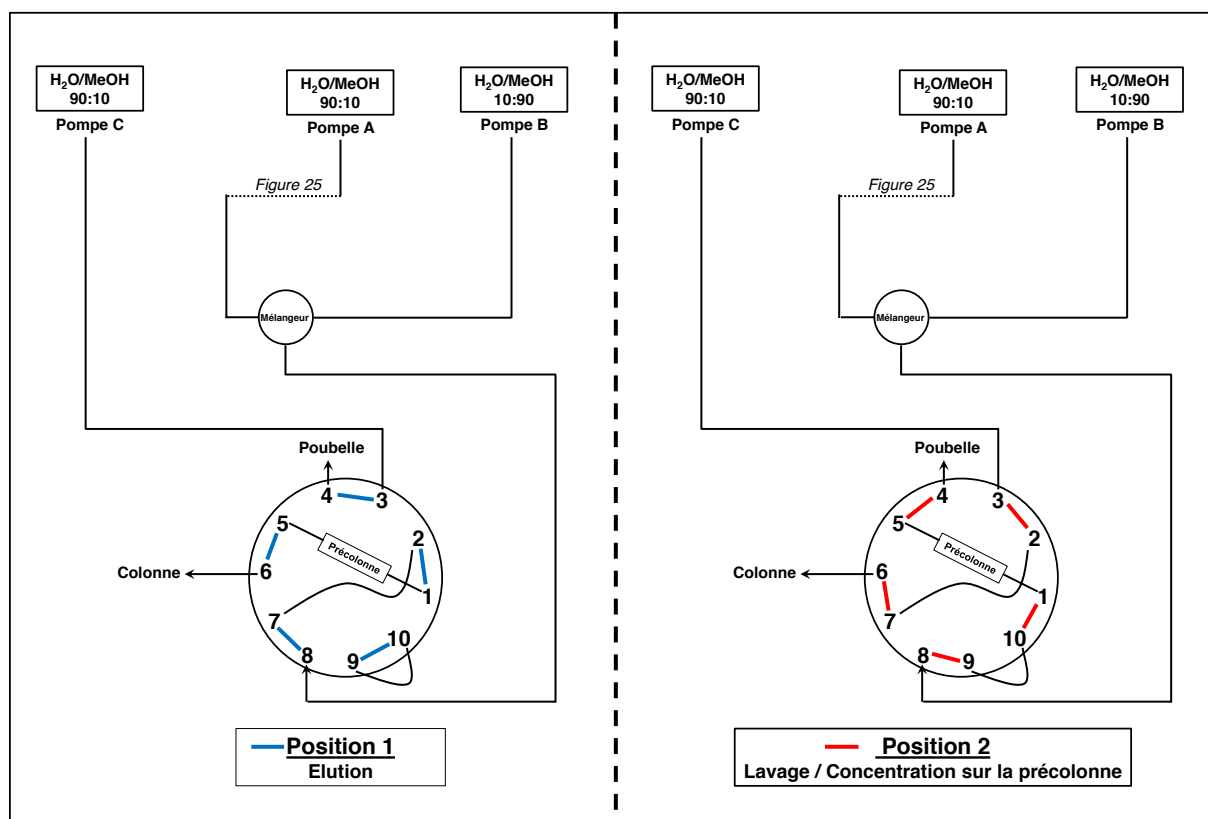 H₂O/MeOH
90:10
Pompe C
H₂O/MeOH
90:10
Pompe A
H₂O/MeOH
10:90
Pompe B
Figure 25
Mélangeur
Poubelle
4
3
5
2
Précolonne
6
Colonne
1
7
10
8
9
Position 1
Elution
H₂O/MeOH
90:10
Pompe C
H₂O/MeOH
90:10
Pompe A
H₂O/MeOH
10:90
Pompe B
Figure 25
Mélangeur
Poubelle
4
3
5
2
Précolonne
6
Colonne
1
7
10
8
9
Position 2
Lavage / Concentration sur la précolonne